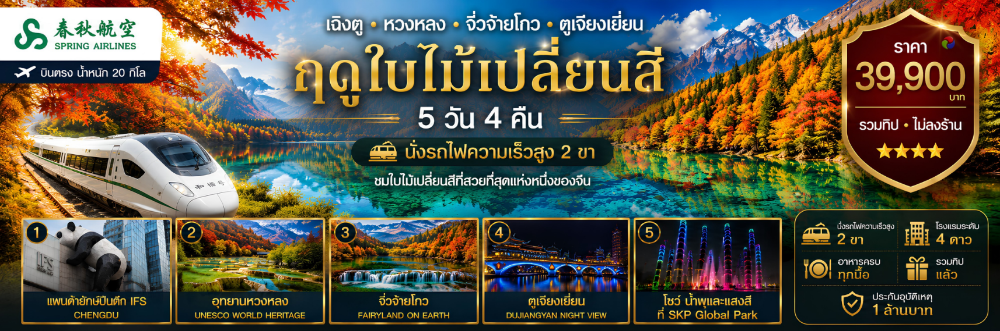 春秋航空
SPRING AIRLINES
บินตรง น้ำหนัก 20 กิโล
เฉิงตู • หวงหลง • จิ่วจ้ายโกว • ตูเจียงเยี่ยน
ฤดูใบไม้เปลี่ยนสี
5 วัน 4 คืน
นั่งรถไฟความเร็วสูง 2 ขา
ชมใบไม้เปลี่ยนสีที่สวยที่สุดแห่งหนึ่งของจีน
ราคา
39,900
บาท
รวมทิป • ไม่ลงร้าน
和谐号
1
IFS
แพนด้ายักษ์ปีนตึก IFS
CHENGDU
2
อุทยานหวงหลง
UNESCO WORLD HERITAGE
3
จิ่วจ้ายโกว
FAIRYLAND ON EARTH
4
ตูเจียงเยี่ยน
DUJIANGYAN NIGHT VIEW
5
โชว์ น้ำพุและแสงสี
ที่ SKP Global Park
นั่งรถไฟความเร็วสูง
2 ขา
โรงแรมระดับ
4 ดาว
อาหารครบ
ทุกมื้อ
รวมทิป
แล้ว
ประกันอุบัติเหตุ
1 ล้านบาท